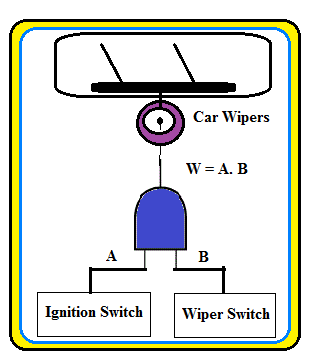 Car Wipers
W = A. B
A
B
Ignition Switch
Wiper Switch